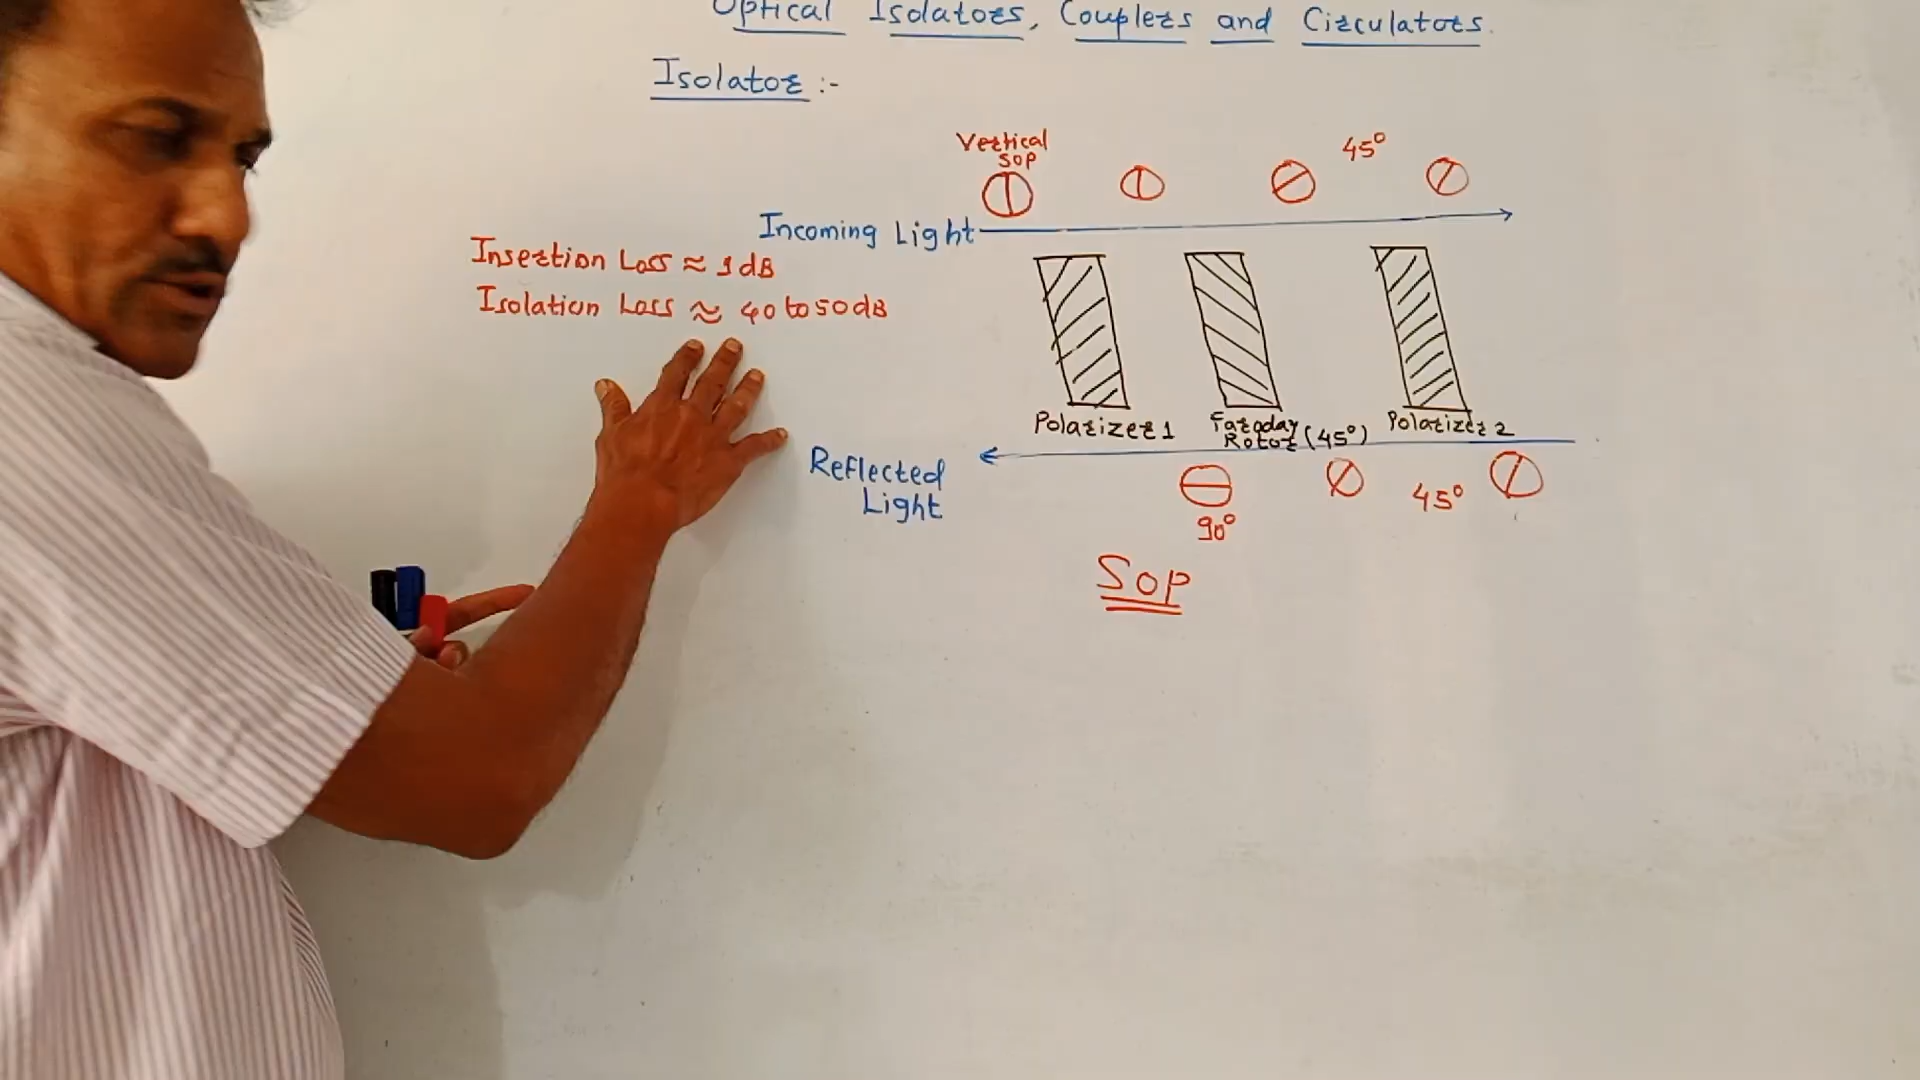 Optical Isolators, Couplers and Circulators.
Isolator :-
Vertical
SOP
45°
Incoming Light
Insertion Loss ≈ 1dB
Isolation Loss ≈ 40 to 50dB
Polarizer 1
Faraday
Rotor (45°)
Polarizer 2
Reflected
Light
45°
90°
SOP